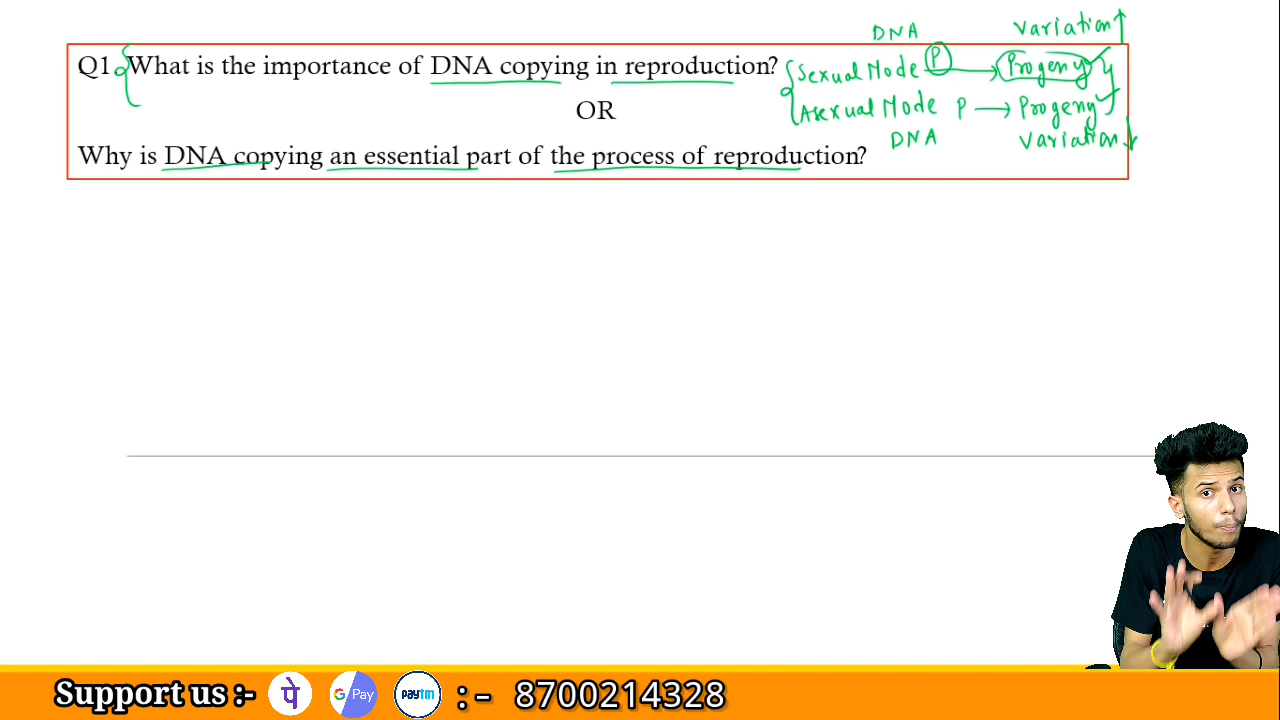 DNA
Variation↑
Q1. What is the importance of DNA copying in reproduction?
Sexual Mode P → Progeny
OR
Asexual Mode P → Progeny
DNA
Variation↓
Why is DNA copying an essential part of the process of reproduction?
Support us :- पे G Pay paytm :- 8700214328